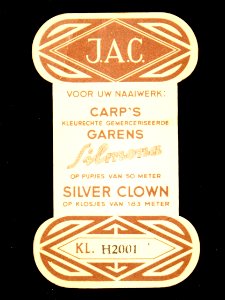 J.A.C.
VOOR UW NAAIWERK:
CARP'S
KLEURECHTE GEMERCERISEERDE
GARENS
Silmona
OP PIJPJES VAN 50 METER
SILVER CLOWN
OP KLOSJES VAN 183 METER
KL. H2001